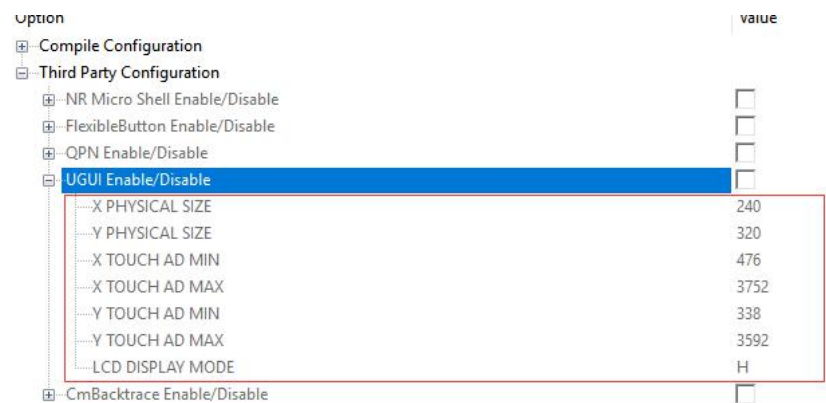 Option Value
Compile Configuration
Third Party Configuration
NR Micro Shell Enable/Disable
FlexibleButton Enable/Disable
QPN Enable/Disable
UGUI Enable/Disable
X PHYSICAL SIZE 240
Y PHYSICAL SIZE 320
X TOUCH AD MIN 476
X TOUCH AD MAX 3752
Y TOUCH AD MIN 338
Y TOUCH AD MAX 3592
LCD DISPLAY MODE H
CmBacktrace Enable/Disable